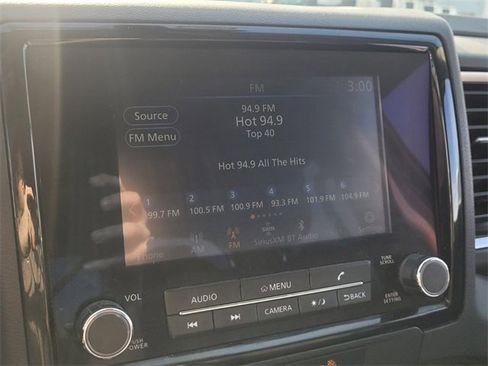 FM
3:00
94.9 FM
Source
Hot 94.9
FM Menu
Top 40
Hot 94.9 All The Hits
1 2 3 4 5 6
99.7 FM 100.5 FM 100.9 FM 93.3 FM 101.9 FM 104.9 FM
Phone AM FM SiriusXM BT Audio
VOL
AUDIO MENU
TUNE
SCROLL
CAMERA BACK
ENTER
SETTING
PUSH
POWER